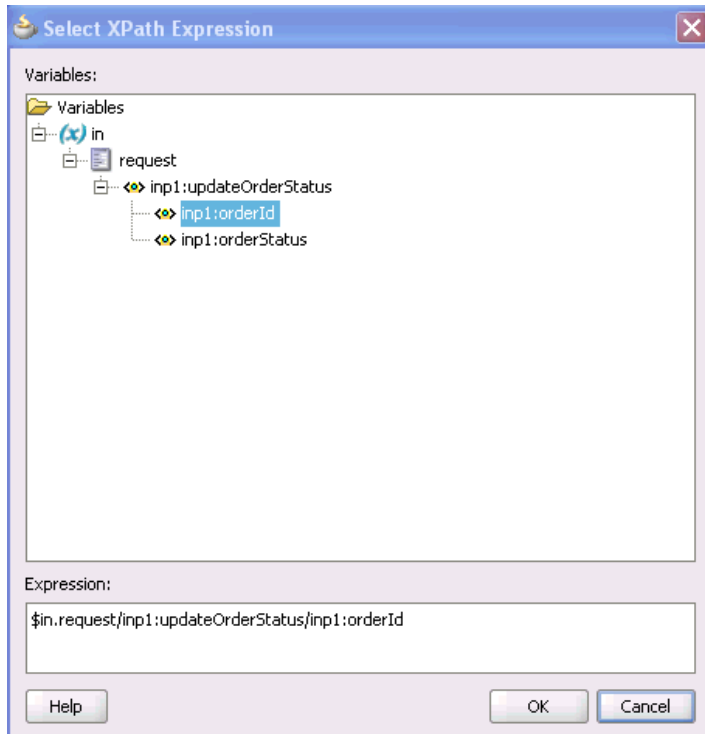 Select XPath Expression
Variables:
Variables
(x) in
request
inp1:updateOrderStatus
inp1:orderId
inp1:orderStatus
Expression:
$in.request/inp1:updateOrderStatus/inp1:orderId
Help
OK
Cancel